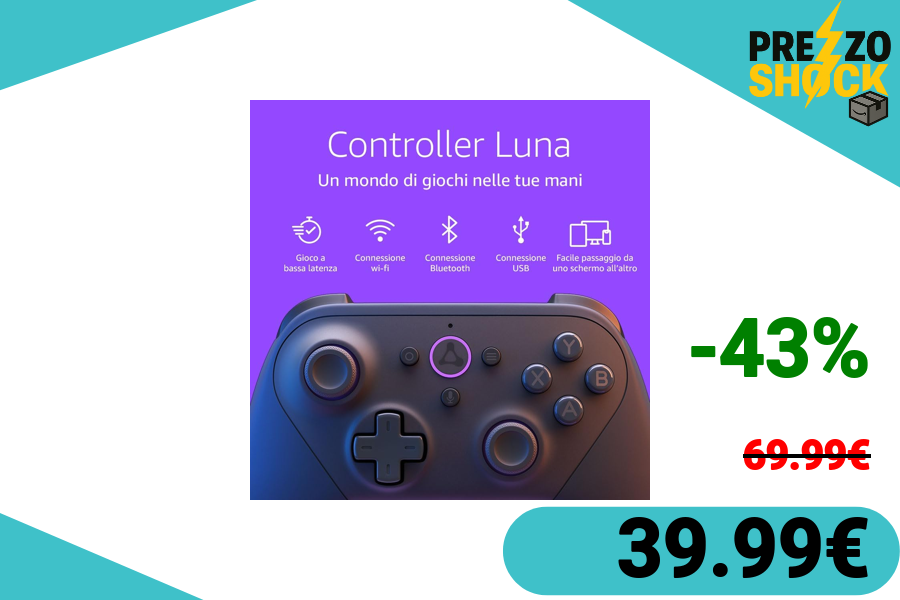 PREZZO
SHOCK
Controller Luna
Un mondo di giochi nelle tue mani
Gioco a
bassa latenza
Connessione
wi-fi
Connessione
Bluetooth
Connessione
USB
Facile passaggio da
uno schermo all'altro
Y
X
B
A
-43%
69.99€
39.99€